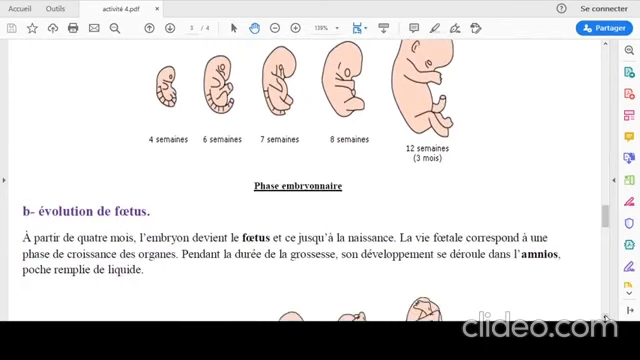 Accueil Outils activité 4.pdf × Se connecter
3 / 4 139% Partager
4 semaines 6 semaines 7 semaines 8 semaines
12 semaines
(3 mois)
Phase embryonnaire
b- évolution de fœtus.
À partir de quatre mois, l’embryon devient le fœtus et ce jusqu’à la naissance. La vie fœtale correspond à une
phase de croissance des organes. Pendant la durée de la grossesse, son développement se déroule dans l’amnios,
poche remplie de liquide.
clideo.com